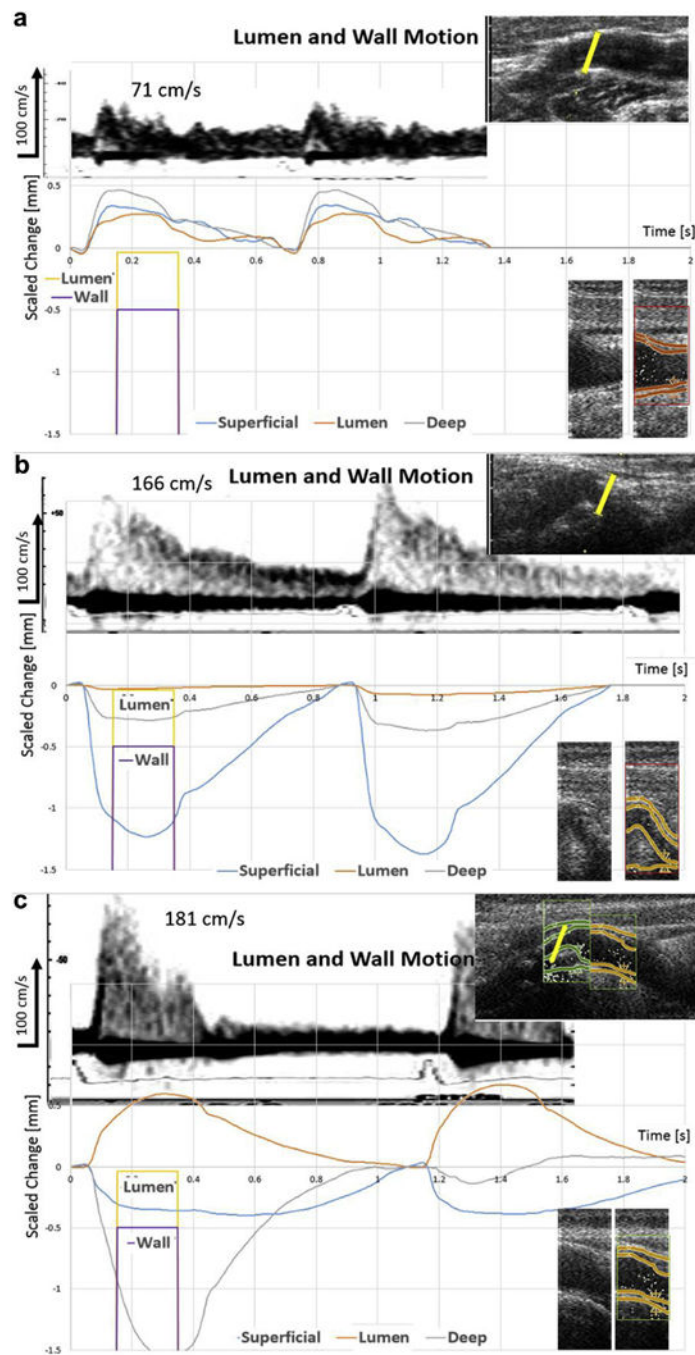 a
Lumen and Wall Motion
71 cm/s
100 cm/s
Scaled Change [mm]
0.5
0
-0.5
-1
-1.5
0 0.2 0.4 0.6 0.8 1 1.2 1.4 1.6 1.8 2
Time [s]
Lumen
Wall
Superficial Lumen Deep
b
Lumen and Wall Motion
166 cm/s
+50
100 cm/s
Scaled Change [mm]
0
-0.5
-1
-1.5
0 0.2 0.4 0.6 0.8 1 1.2 1.4 1.6 1.8 2
Time [s]
Lumen
Wall
Superficial Lumen Deep
c
Lumen and Wall Motion
181 cm/s
100 cm/s
Scaled Change [mm]
0.5
0
-0.5
-1
-1.5
0 0.2 0.4 0.6 0.8 1 1.2 1.4 1.6 1.8 2
Time [s]
Lumen
Wall
Superficial Lumen Deep